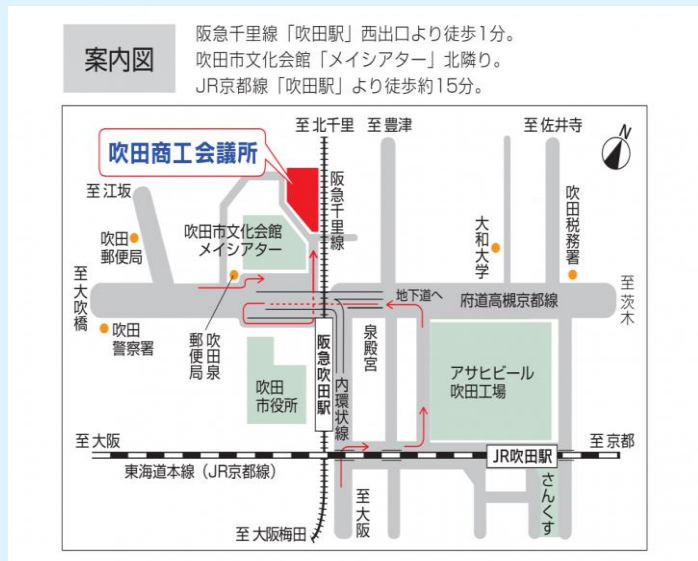 案内図
阪急千里線「吹田駅」西出口より徒歩1分。
吹田市文化会館「メイシアター」北隣り。
JR京都線「吹田駅」より徒歩約15分。
至北千里
至豊津
至佐井寺
N
吹田商工会議所
至江坂
阪急千里線
吹田市文化会館
メイシアター
吹田
郵便局
大和大学
吹田税務署
至大吹橋
地下道へ
府道高槻京都線
至茨木
吹田
警察署
吹田泉
郵便局
阪急吹田駅
泉殿宮
内環状線
吹田
市役所
アサヒビール
吹田工場
至大阪
東海道本線（JR京都線）
JR吹田駅
至京都
さんくす
至大阪
至大阪梅田